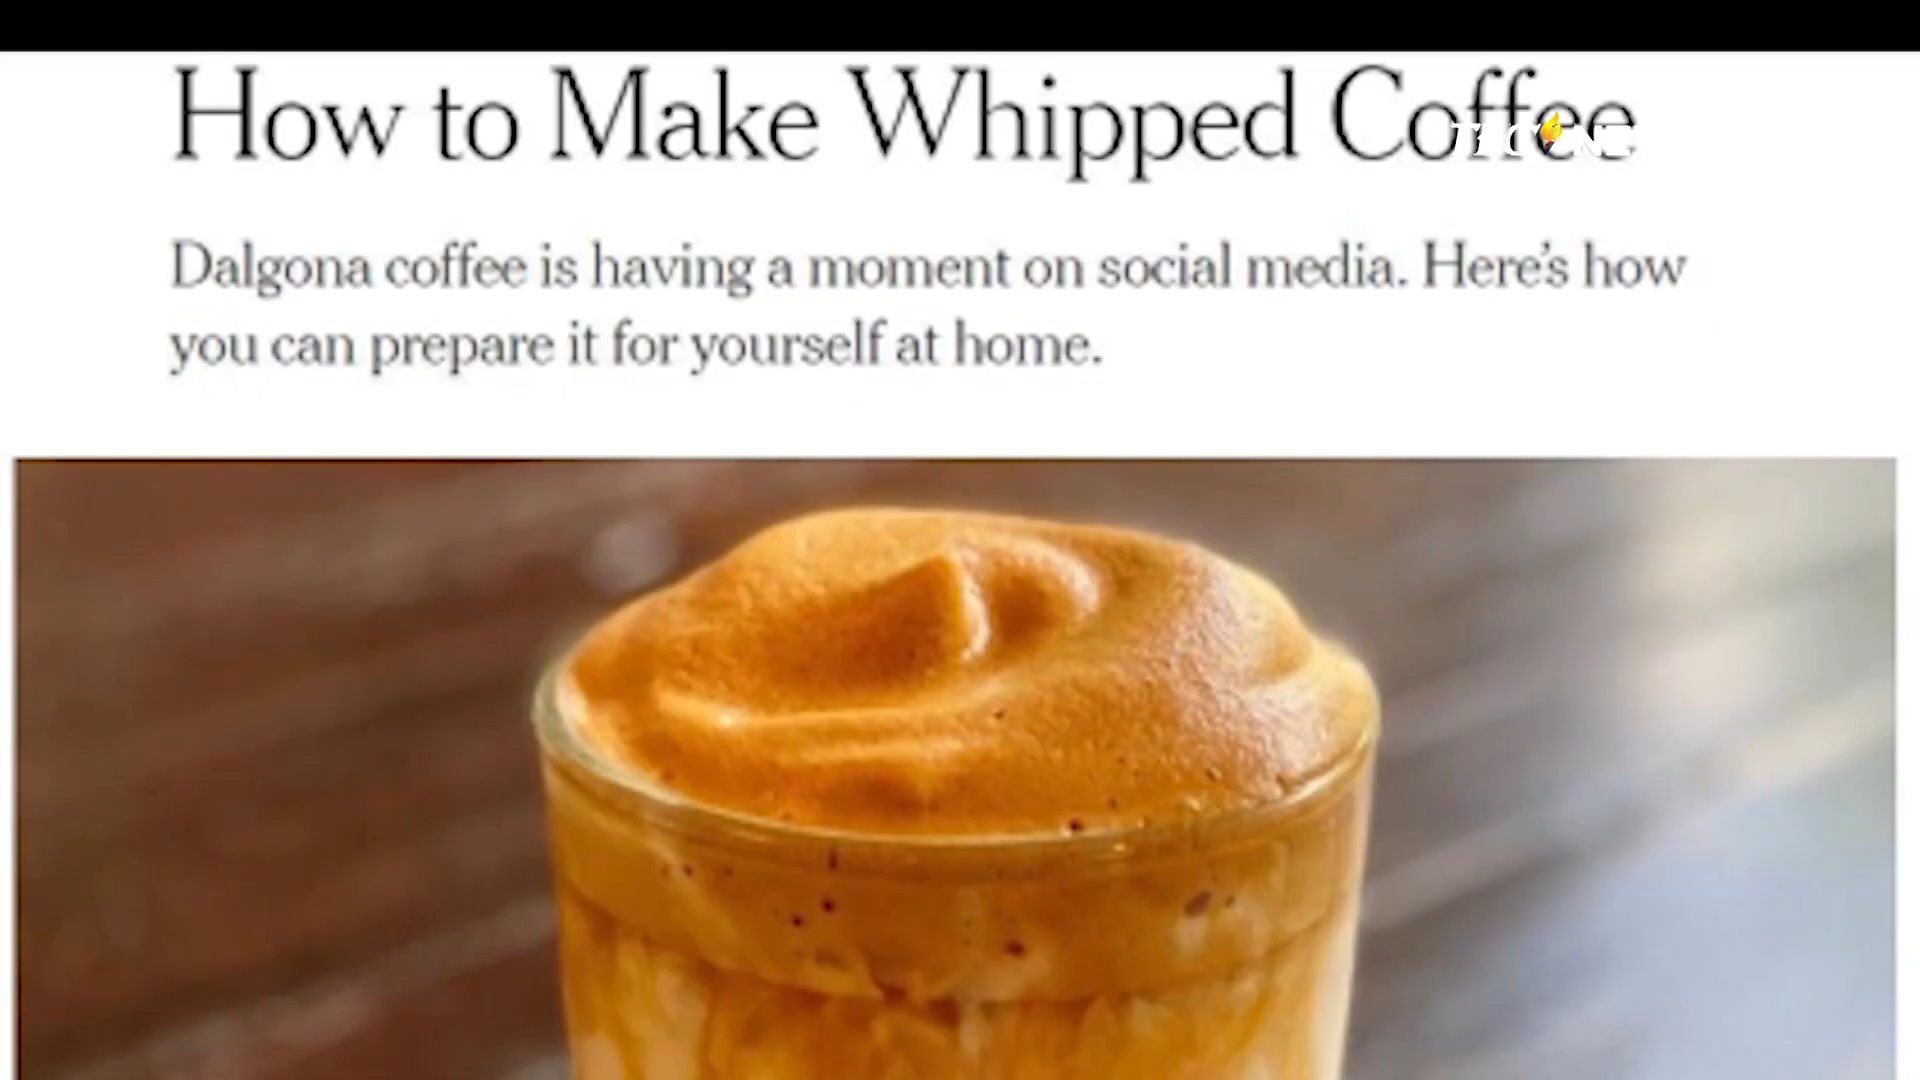 How to Make Whipped Coffee
Dalgona coffee is having a moment on social media. Here's how
you can prepare it for yourself at home.